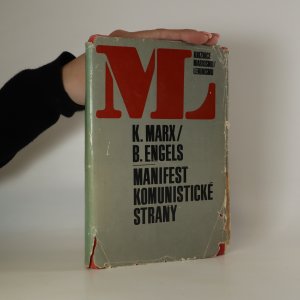 ML
KNIŽNICE
MARXISMU/
LENINISMU
K. MARX/
B. ENGELS
MANIFEST
KOMUNISTICKÉ
STRANY